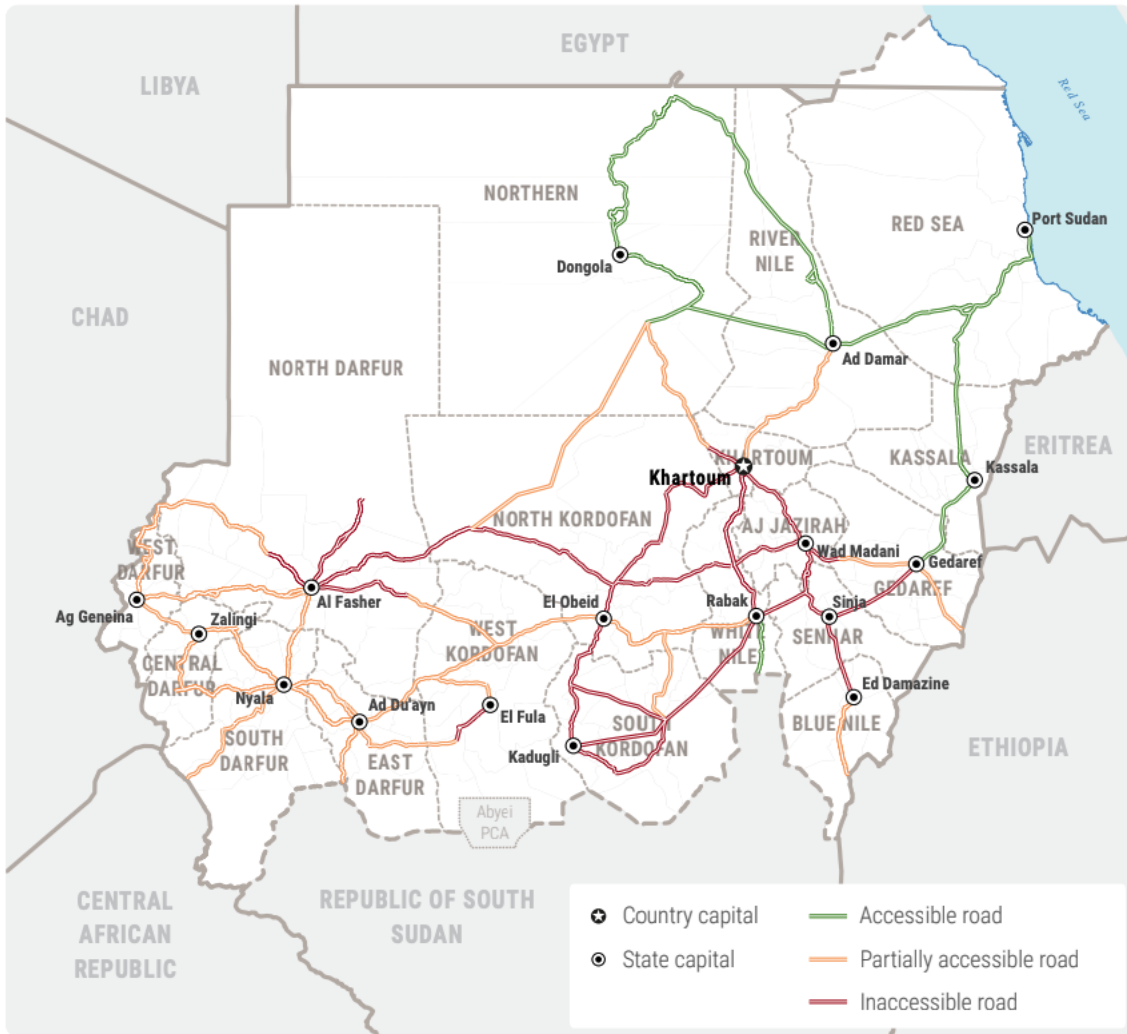 EGYPT
LIBYA
Red Sea
NORTHERN
RED SEA
Port Sudan
RIVER
NILE
Dongola
CHAD
NORTH DARFUR
Ad Damar
ERITREA
KHARTOUM
KASSALA
Khartoum
Kassala
NORTH KORDOFAN
AJ JAZIRAH
WEST
DARFUR
Wad Madani
Gedaref
GEDAREF
Al Fasher
Ag Geneina
El Obeid
Rabak
Sinja
Zalingi
WEST
KORDOFAN
WHI
NILE
SENNAR
CENTRAL
DARFUR
Nyala
Ed Damazine
Ad Du'ayn
El Fula
SOUTH
KORDOFAN
BLUE NILE
SOUTH
DARFUR
EAST
DARFUR
Kadugli
ETHIOPIA
Abyei
PCA
CENTRAL
AFRICAN
REPUBLIC
REPUBLIC OF SOUTH
SUDAN
Country capital
State capital
Accessible road
Partially accessible road
Inaccessible road